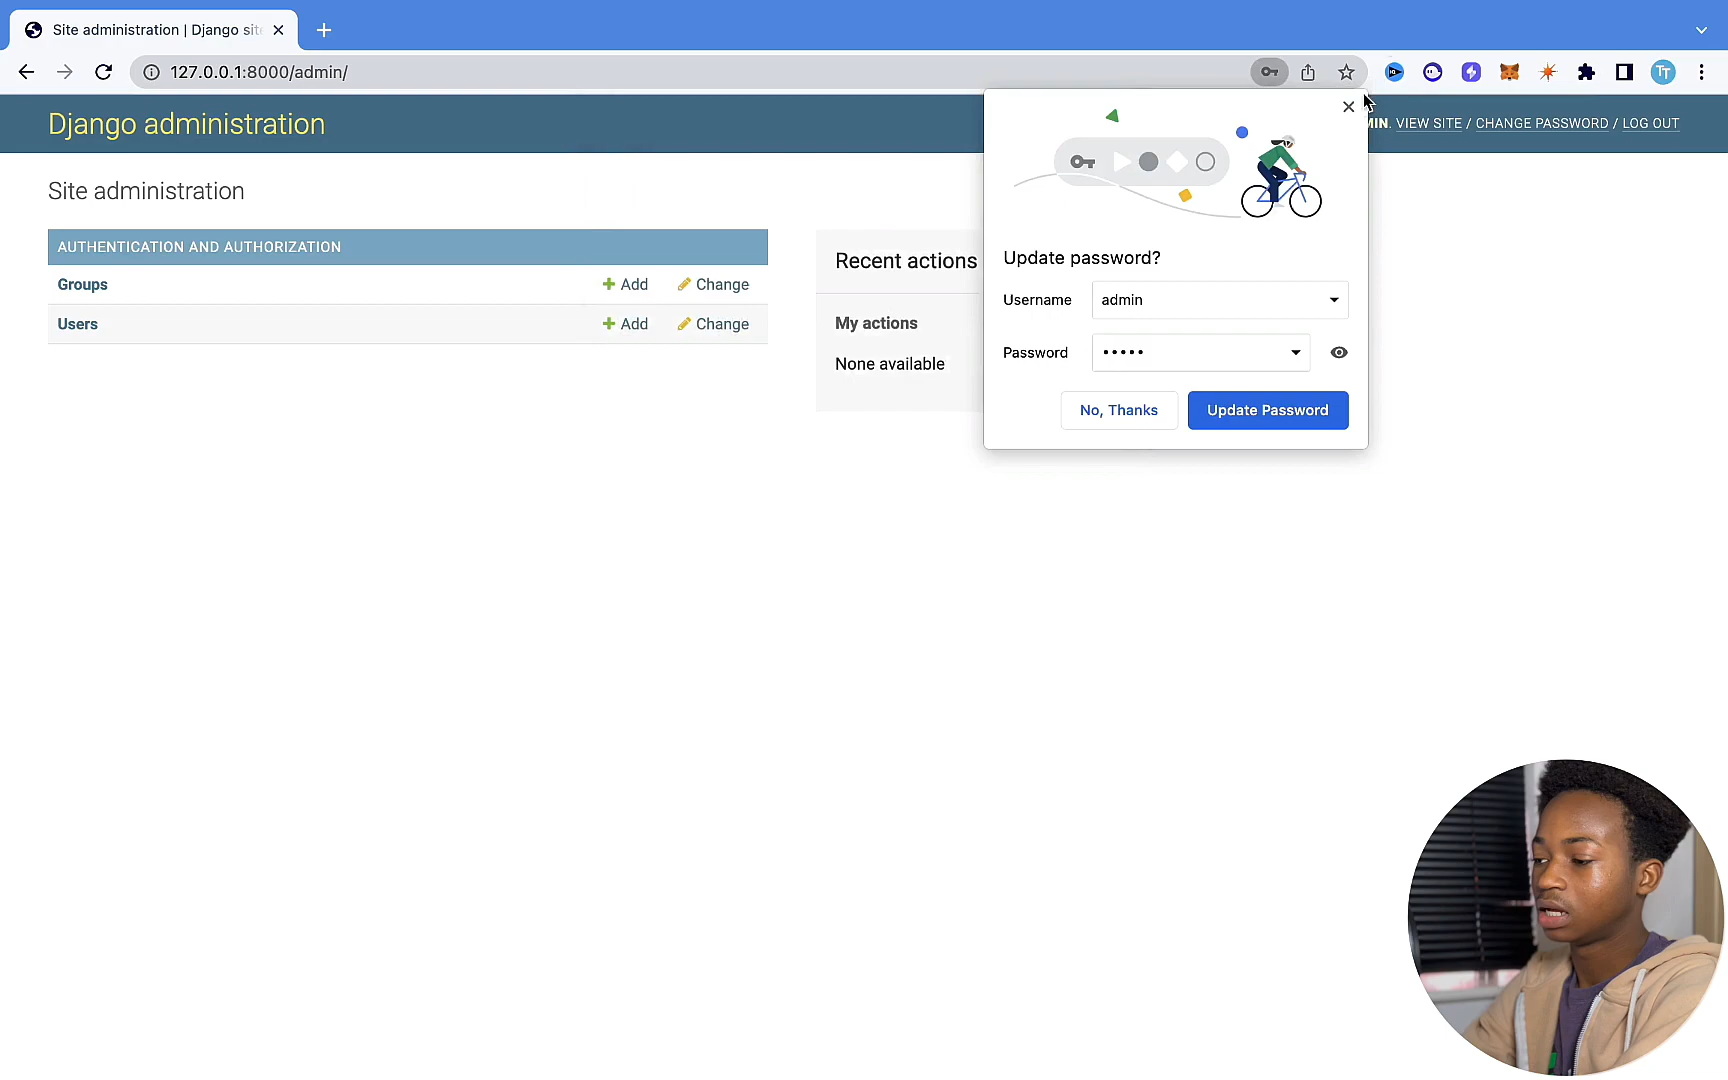 Site administration | Django sit
127.0.0.1:8000/admin/
TT
Django administration
MIN. VIEW SITE / CHANGE PASSWORD / LOG OUT
Site administration
AUTHENTICATION AND AUTHORIZATION
Groups
Add
Change
Users
Add
Change
Recent actions
My actions
None available
Update password?
Username
admin
Password
•••••
No, Thanks
Update Password